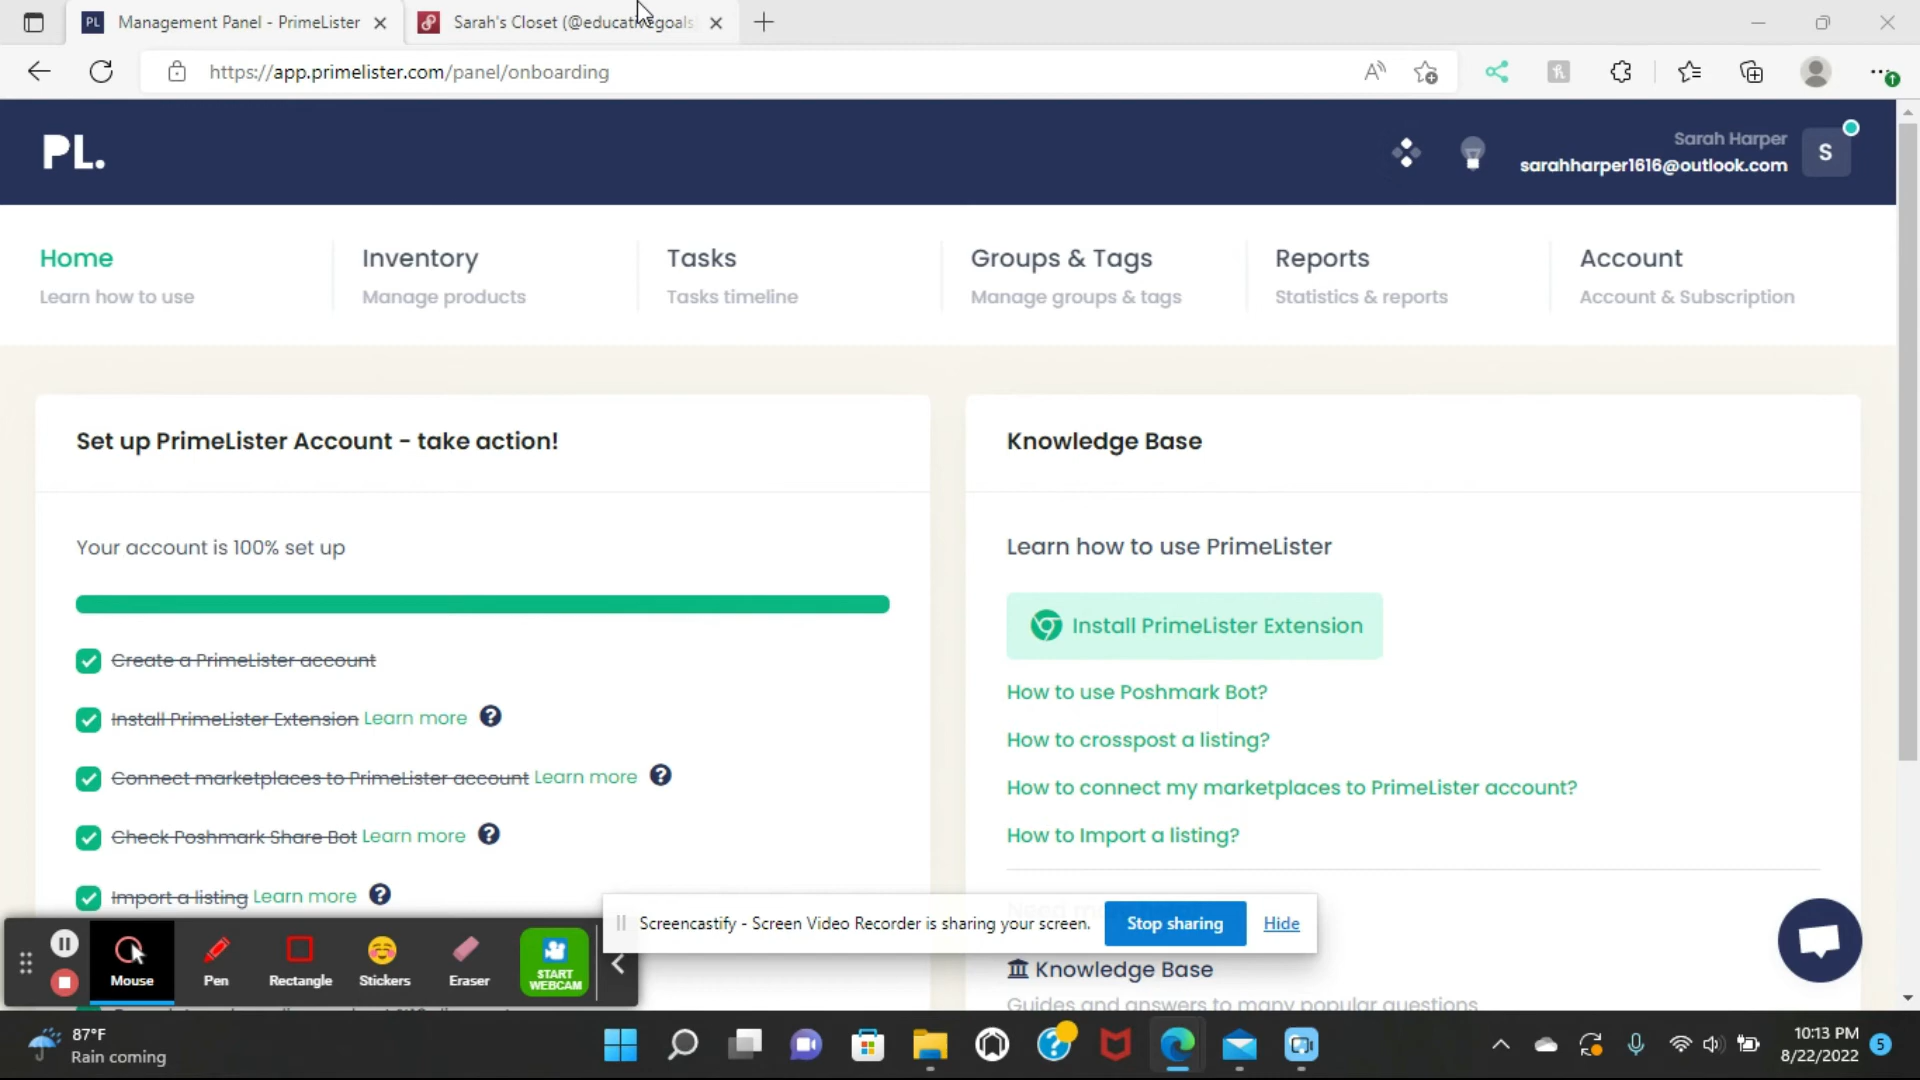 PL Management Panel - PrimeLister
Sarah's Closet (@educati
goals
https://app.primelister.com/panel/onboarding
PL.
Sarah Harper
sarahharper1616@outlook.com
S
Home
Inventory
Tasks
Groups & Tags
Reports
Account
Learn how to use
Manage products
Tasks timeline
Manage groups & tags
Statistics & reports
Account & Subscription
Set up PrimeLister Account - take action!
Your account is 100% set up
Create a PrimeLister account
Install PrimeLister Extension Learn more ?
Connect marketplaces to PrimeLister account Learn more ?
Check Poshmark Share Bot Learn more ?
Import a listing Learn more ?
Knowledge Base
Learn how to use PrimeLister
Install PrimeLister Extension
How to use Poshmark Bot?
How to crosspost a listing?
How to connect my marketplaces to PrimeLister account?
How to Import a listing?
Screencastify - Screen Video Recorder is sharing your screen.
Stop sharing
Hide
Knowledge Base
Guides and answers to many popular questions
Mouse
Pen
Rectangle
Stickers
Eraser
START
WEBCAM
87°F
Rain coming
10:13 PM
8/22/2022
5